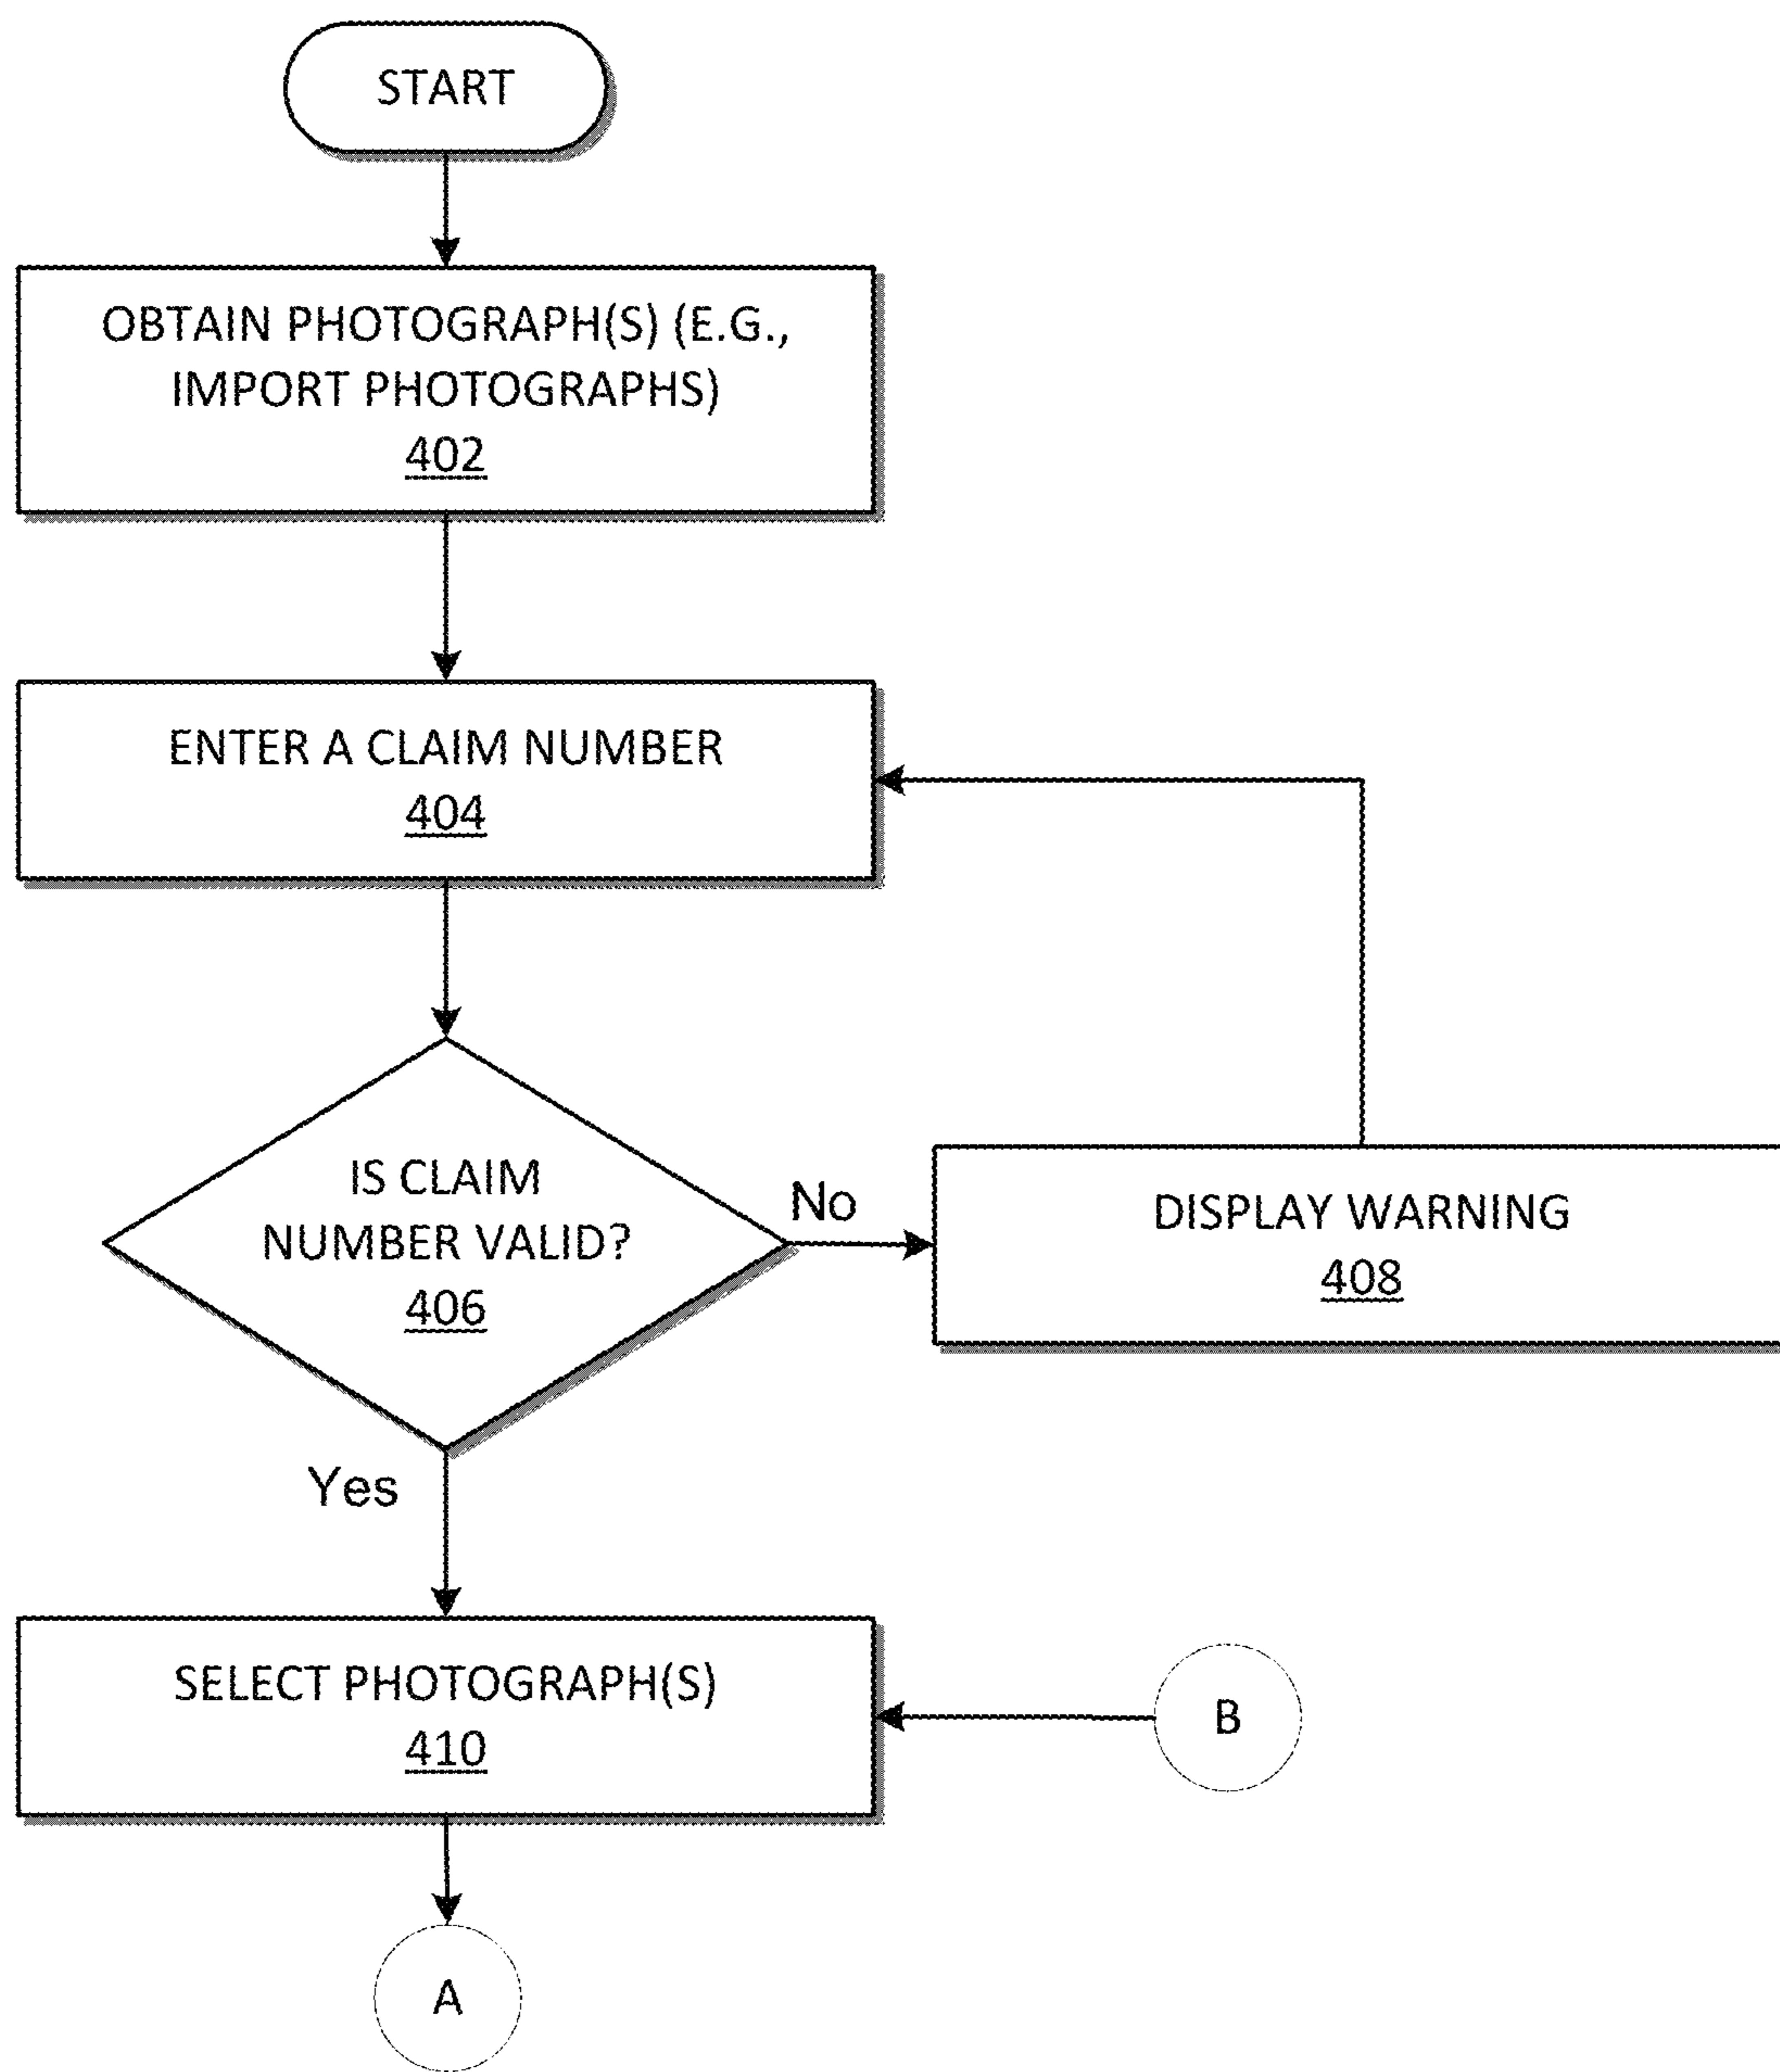 START
OBTAIN PHOTOGRAPH(S) (E.G.,
IMPORT PHOTOGRAPHS)
402
ENTER A CLAIM NUMBER
404
IS CLAIM
NUMBER VALID?
406
No
DISPLAY WARNING
408
Yes
SELECT PHOTOGRAPH(S)
410
B
A